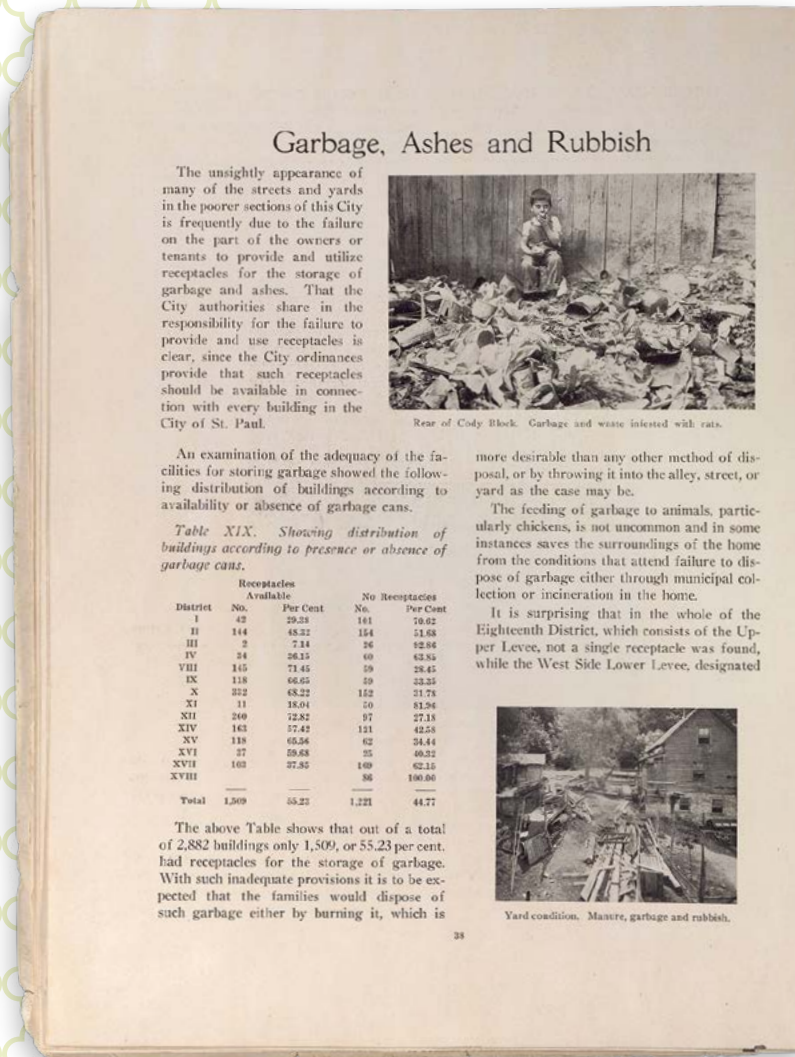 Garbage, Ashes and Rubbish
The unsightly appearance of
many of the streets and yards
in the poorer sections of this City
is frequently due to the failure
on the part of the owners or
tenants to provide and utilize
receptacles for the storage of
garbage and ashes. That the
City authorities share in the
responsibility for the failure to
provide and use receptacles is
clear, since the City ordinances
provide that such receptacles
should be available in connec-
tion with every building in the
City of St. Paul.
Rear of Cody Block. Garbage and waste infested with rats.
An examination of the adequacy of the fa-
cilities for storing garbage showed the follow-
ing distribution of buildings according to
availability or absence of garbage cans.
Table XIX. Showing distribution of
buildings according to presence or absence of
garbage cans.
Receptacles
Available No Receptacles
District No. Per Cent No. Per Cent
I 42 29.38 101 70.62
II 144 48.32 154 51.68
III 2 7.14 26 92.86
IV 34 36.15 60 63.85
VIII 145 71.45 59 28.45
IX 118 66.65 59 33.35
X 332 68.22 152 31.78
XI 11 18.04 50 81.96
XII 260 72.82 97 27.18
XIV 163 57.42 121 42.58
XV 118 65.56 62 34.44
XVI 37 59.68 25 40.32
XVII 103 37.85 169 62.15
XVIII 86 100.00
Total 1,509 55.23 1,221 44.77
The above Table shows that out of a total
of 2,882 buildings only 1,509, or 55.23 per cent.
had receptacles for the storage of garbage.
With such inadequate provisions it is to be ex-
pected that the families would dispose of
such garbage either by burning it, which is
more desirable than any other method of dis-
posal, or by throwing it into the alley, street, or
yard as the case may be.
The feeding of garbage to animals, partic-
ularly chickens, is not uncommon and in some
instances saves the surroundings of the home
from the conditions that attend failure to dis-
pose of garbage either through municipal col-
lection or incineration in the home.
It is surprising that in the whole of the
Eighteenth District, which consists of the Up-
per Levee, not a single receptacle was found,
while the West Side Lower Levee, designated
Yard condition. Manure, garbage and rubbish.
38